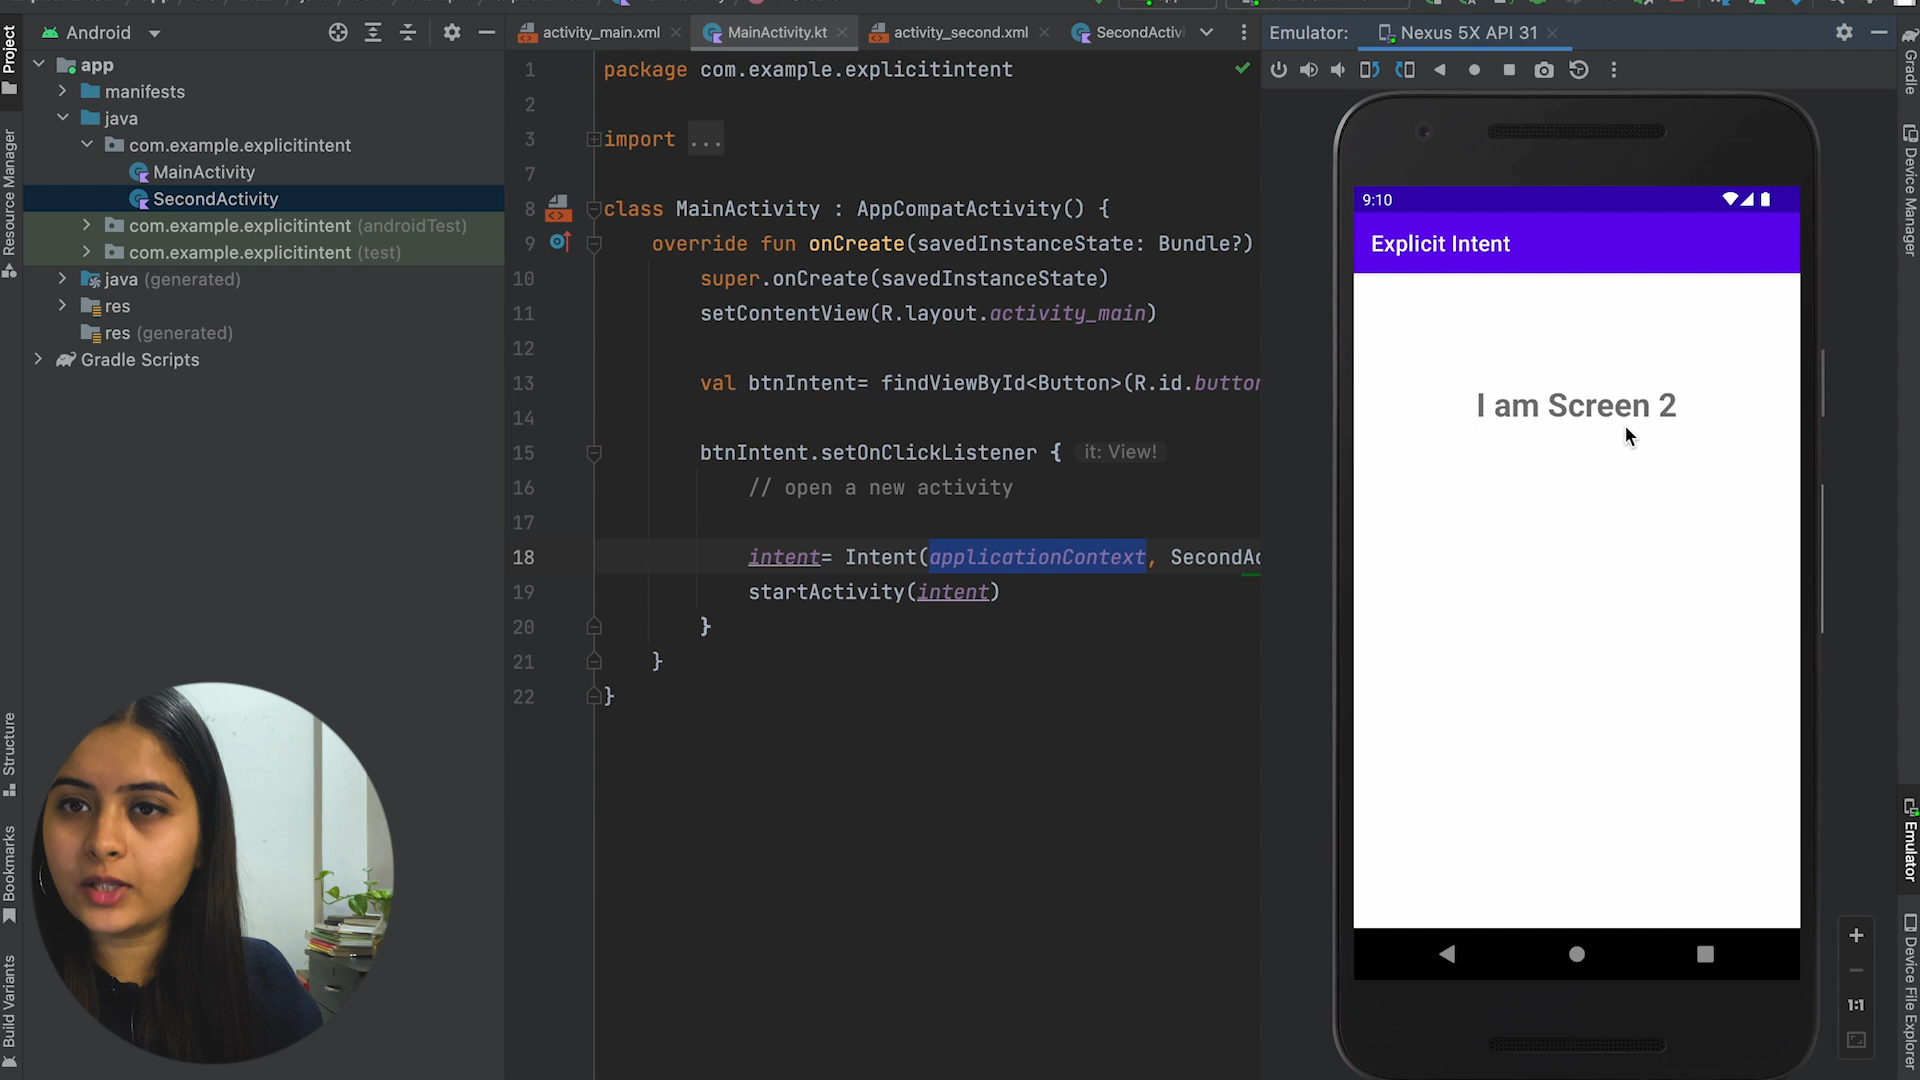 Android
app
manifests
java
com.example.explicitintent
MainActivity
SecondActivity
com.example.explicitintent (androidTest)
com.example.explicitintent (test)
java (generated)
res
res (generated)
Gradle Scripts
Project
Resource Manager
Structure
Bookmarks
Build Variants
activity_main.xml
MainActivity.kt
activity_second.xml
SecondActivi
1 package com.example.explicitintent
2
3 import ...
7
8 class MainActivity : AppCompatActivity() {
9 override fun onCreate(savedInstanceState: Bundle?)
10 super.onCreate(savedInstanceState)
11 setContentView(R.layout.activity_main)
12
13 val btnIntent= findViewById<Button>(R.id.button
14
15 btnIntent.setOnClickListener { it: View!
16 // open a new activity
17
18 intent= Intent(applicationContext, SecondAc
19 startActivity(intent)
20 }
21 }
22 }
Emulator: Nexus 5X API 31
9:10
Explicit Intent
I am Screen 2
1:1
Gradle
Device Manager
Emulator
Device File Explorer